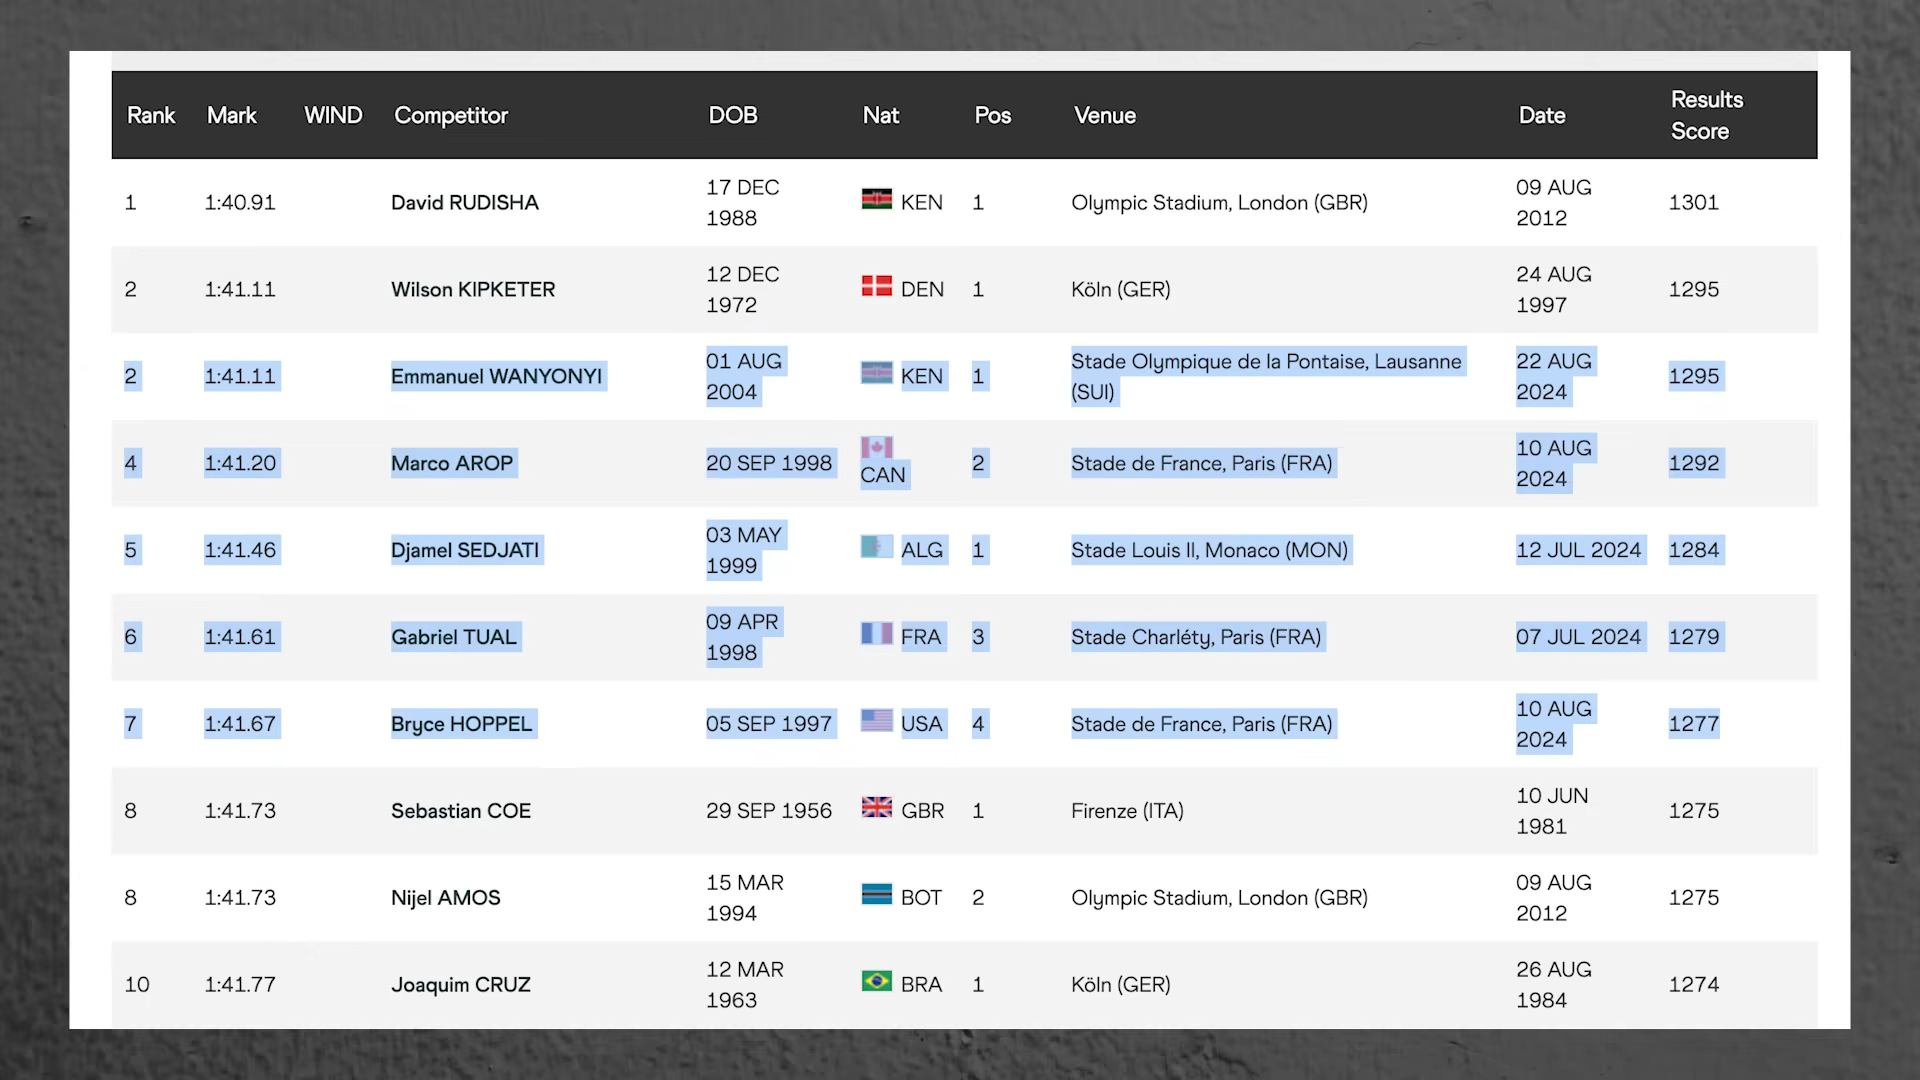 Rank Mark WIND Competitor DOB Nat Pos Venue Date Results Score
1 1:40.91 David RUDISHA 17 DEC 1988 KEN 1 Olympic Stadium, London (GBR) 09 AUG 2012 1301
2 1:41.11 Wilson KIPKETER 12 DEC 1972 DEN 1 Köln (GER) 24 AUG 1997 1295
2 1:41.11 Emmanuel WANYONYI 01 AUG 2004 KEN 1 Stade Olympique de la Pontaise, Lausanne (SUI) 22 AUG 2024 1295
4 1:41.20 Marco AROP 20 SEP 1998 CAN 2 Stade de France, Paris (FRA) 10 AUG 2024 1292
5 1:41.46 Djamel SEDJATI 03 MAY 1999 ALG 1 Stade Louis II, Monaco (MON) 12 JUL 2024 1284
6 1:41.61 Gabriel TUAL 09 APR 1998 FRA 3 Stade Charléty, Paris (FRA) 07 JUL 2024 1279
7 1:41.67 Bryce HOPPEL 05 SEP 1997 USA 4 Stade de France, Paris (FRA) 10 AUG 2024 1277
8 1:41.73 Sebastian COE 29 SEP 1956 GBR 1 Firenze (ITA) 10 JUN 1981 1275
8 1:41.73 Nijel AMOS 15 MAR 1994 BOT 2 Olympic Stadium, London (GBR) 09 AUG 2012 1275
10 1:41.77 Joaquim CRUZ 12 MAR 1963 BRA 1 Köln (GER) 26 AUG 1984 1274